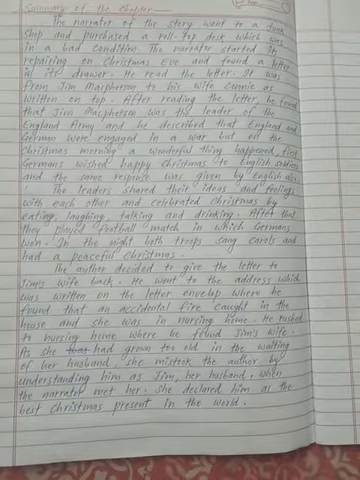 Summary of the Chapter
The narrator of the story went to a
shop and purchased a roll-top desk which was
in a bad condition. The narrator started it
repairing on Christmas Eve and found a letter
in its drawer. He read the letter. It was
from Jim Macpherson to his wife Connie as
written on top. After reading the letter, he found
that Jim Macpherson was the leader of the
England Army and he described that England and
German were engaged in a war but on the
Christmas morning a wonderful thing happened, first
Germans wished happy christmas to English soldiers
and the same response was given by English also.
The leaders shared their ideas and feelings
with each other and celebrated christmas by
eating, laughing, talking and drinking. After that
they played football match in which Germans
won. In the night both troops sang carols and
had a peaceful christmas.
The author decided to give the letter to
Jim's wife back. He went to the address which
was written on the letter envelop where he
found that an accidental fire caught in the
house and she was in nursing home. He rushed
to nursing home where he found Jim's wife.
As she had grown too old in the waiting
of her husband, she mistook the author by
understanding him as Jim, her husband, when
the narrator met her. She declared him as the
best christmas present in the world.